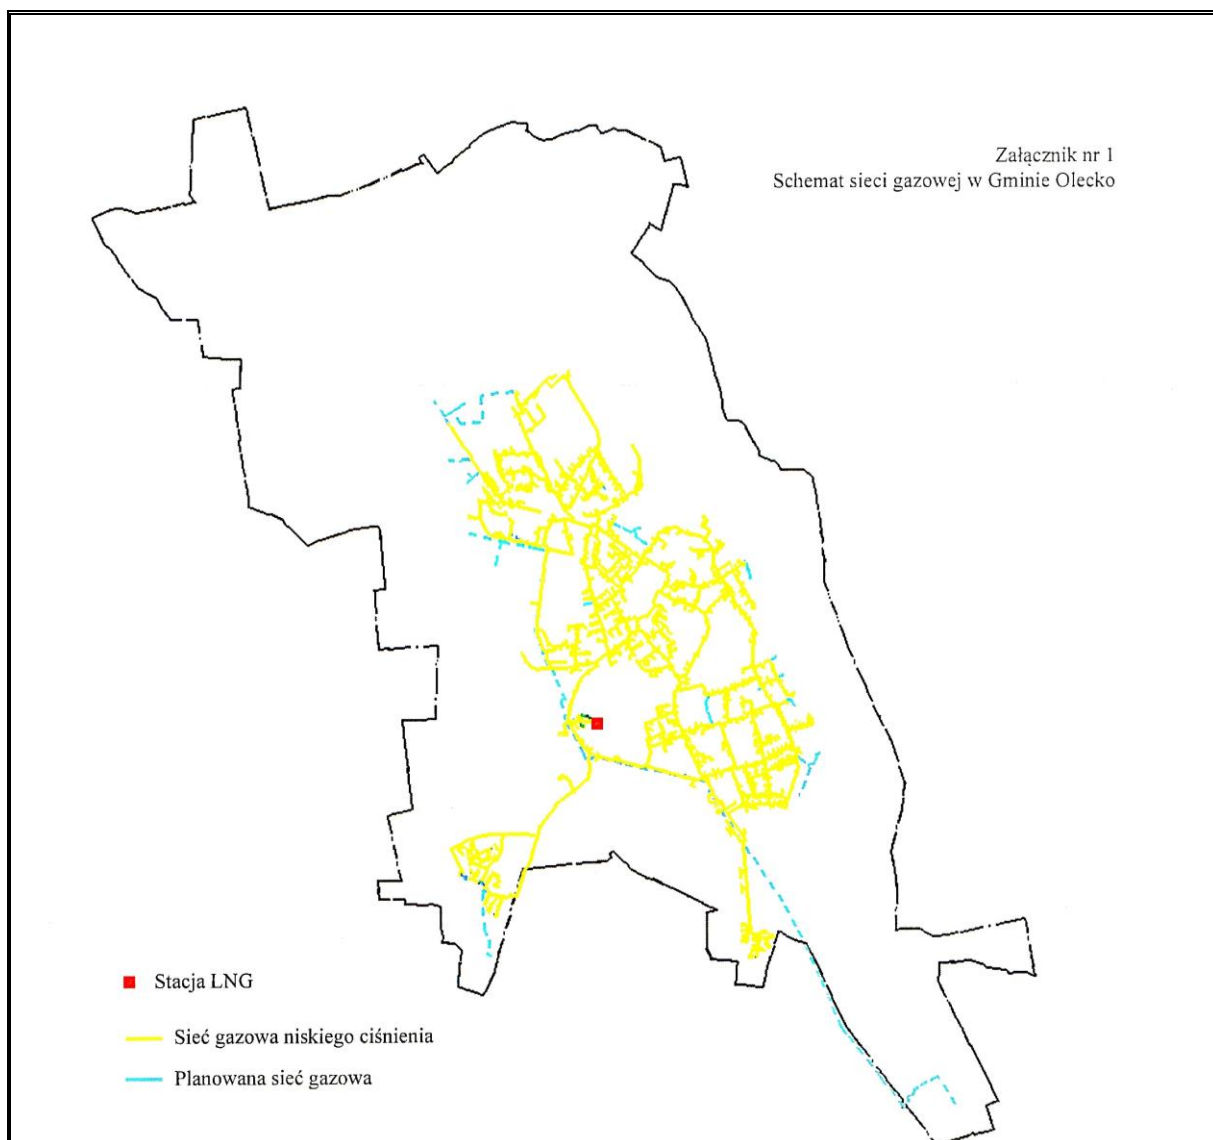 Załącznik nr 1
Schemat sieci gazowej w Gminie Olecko
Stacja LNG
Sieć gazowa niskiego ciśnienia
Planowana sieć gazowa